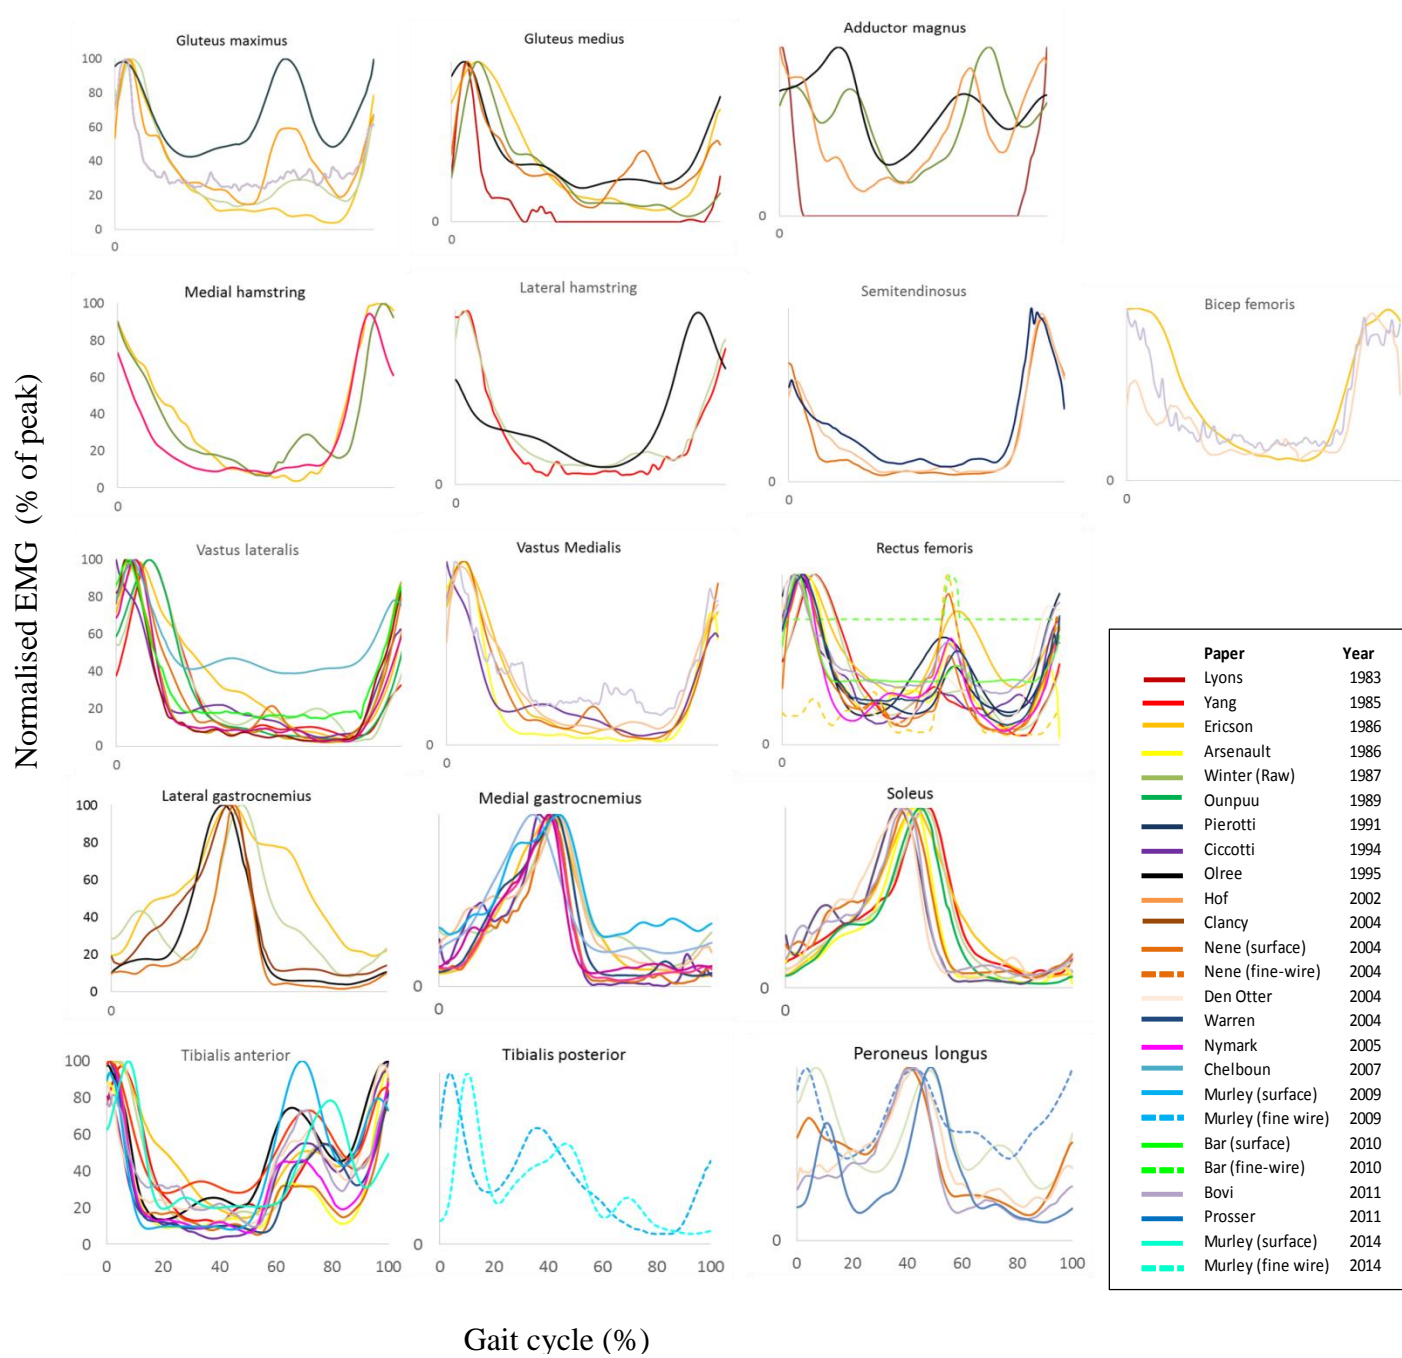 Gluteus maximus
Gluteus medius
Adductor magnus
100
80
60
40
20
0
0
0
0
0
0
Medial hamstring
Lateral hamstring
Semitendinosus
Bicep femoris
100
80
60
40
20
0
0
0
0
0
0
0
0
Normalised EMG (% of peak)
Vastus lateralis
Vastus Medialis
Rectus femoris
100
80
60
40
20
0
0
0
0
0
0
Lateral gastrocnemius
Medial gastrocnemius
Soleus
100
80
60
40
20
0
0
0
0
0
0
Tibialis anterior
Tibialis posterior
Peroneus longus
100
80
60
40
20
0
0 20 40 60 80 100
0
0 20 40 60 80 100
0
0 20 40 60 80 100
Gait cycle (%)
Paper Year
Lyons 1983
Yang 1985
Ericson 1986
Arsenault 1986
Winter (Raw) 1987
Ounpuu 1989
Pierotti 1991
Ciccotti 1994
Olree 1995
Hof 2002
Clancy 2004
Nene (surface) 2004
Nene (fine-wire) 2004
Den Otter 2004
Warren 2004
Nymark 2005
Chelboun 2007
Murley (surface) 2009
Murley (fine wire) 2009
Bar (surface) 2010
Bar (fine-wire) 2010
Bovi 2011
Prosser 2011
Murley (surface) 2014
Murley (fine wire) 2014